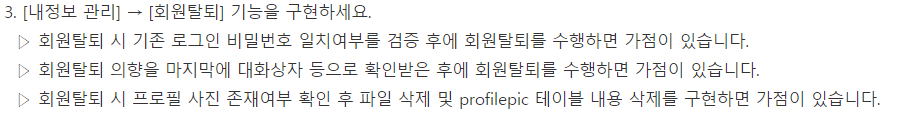 3. [내정보 관리] → [회원탈퇴] 기능을 구현하세요.
▷ 회원탈퇴 시 기존 로그인 비밀번호 일치여부를 검증 후에 회원탈퇴를 수행하면 가점이 있습니다.
▷ 회원탈퇴 의향을 마지막에 대화상자 등으로 확인받은 후에 회원탈퇴를 수행하면 가점이 있습니다.
▷ 회원탈퇴 시 프로필 사진 존재여부 확인 후 파일 삭제 및 profilepic 테이블 내용 삭제를 구현하면 가점이 있습니다.